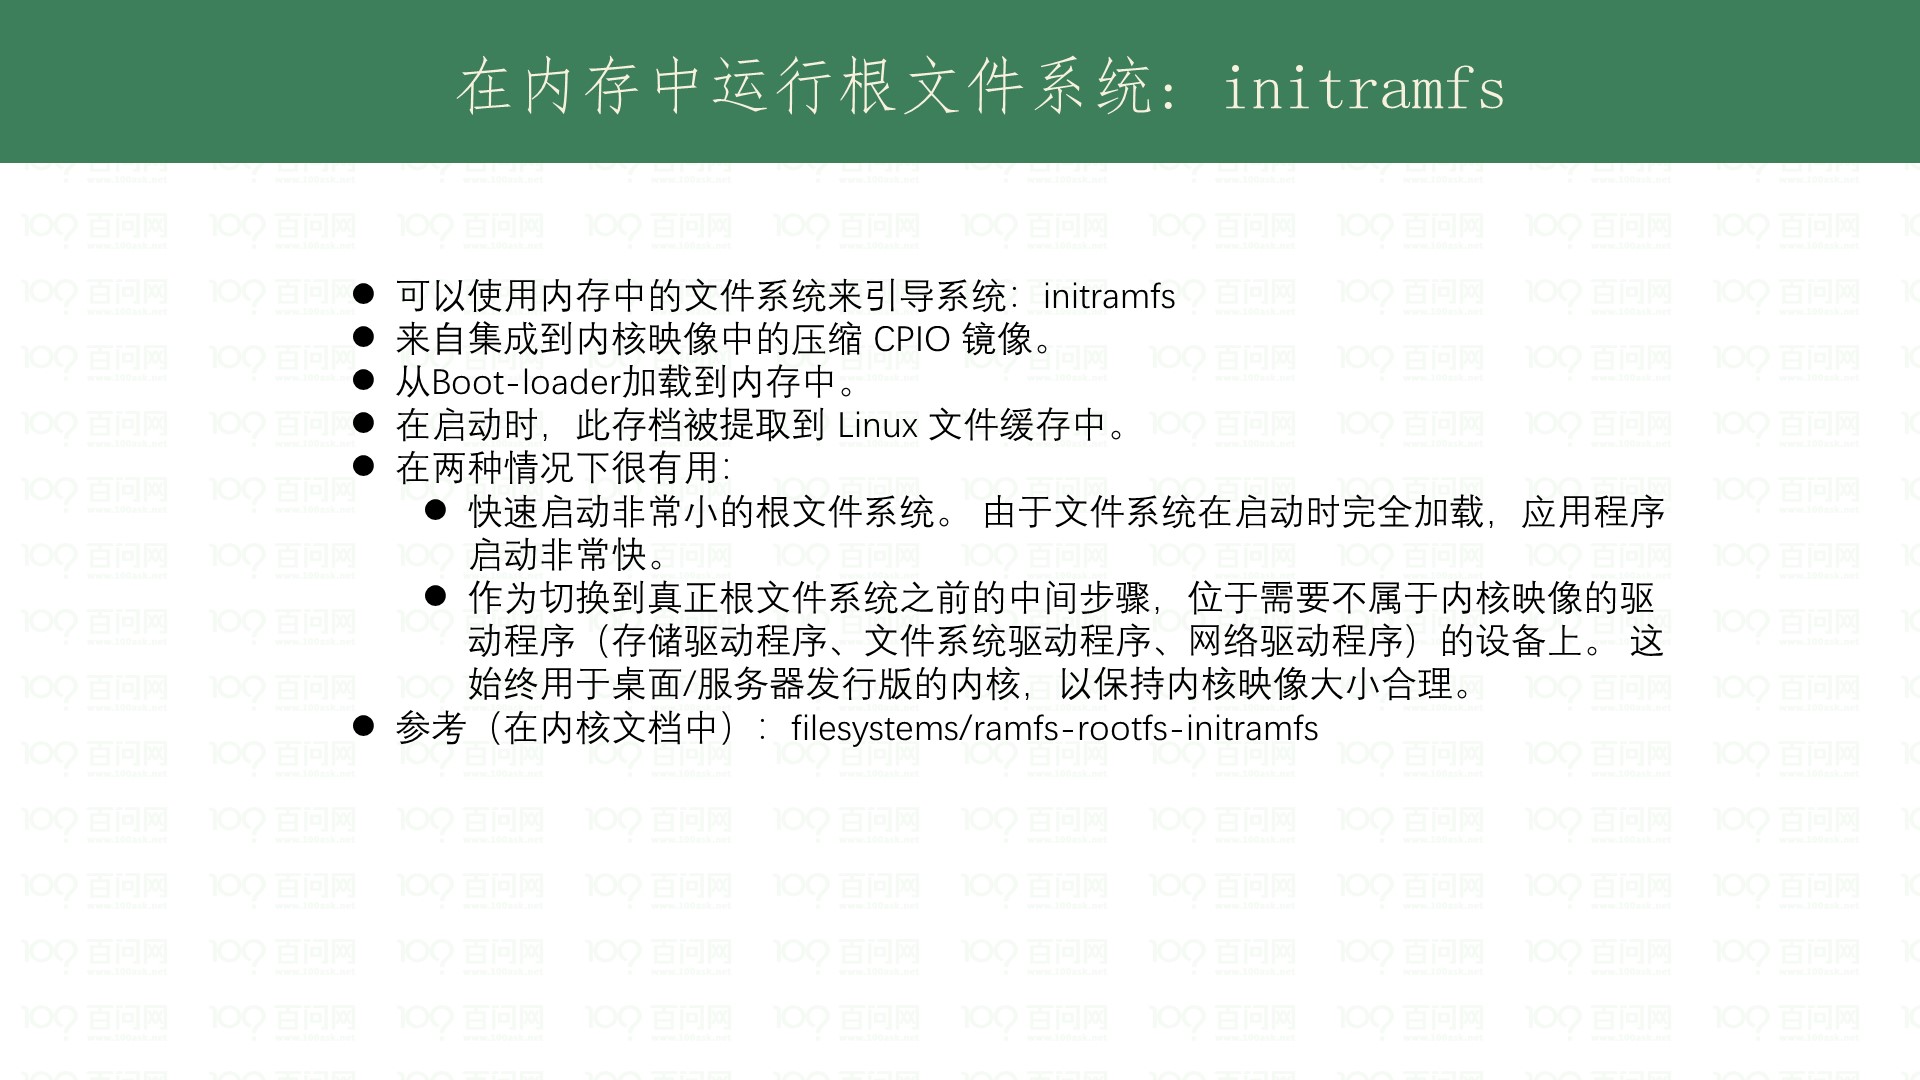 在内存中运行根文件系统：initramfs
● 可以使用内存中的文件系统来引导系统：initramfs
● 来自集成到内核映像中的压缩 CPIO 镜像。
● 从Boot-loader加载到内存中。
● 在启动时，此存档被提取到 Linux 文件缓存中。
● 在两种情况下很有用：
● 快速启动非常小的根文件系统。 由于文件系统在启动时完全加载，应用程序
启动非常快。
● 作为切换到真正根文件系统之前的中间步骤，位于需要不属于内核映像的驱
动程序（存储驱动程序、文件系统驱动程序、网络驱动程序）的设备上。 这
始终用于桌面/服务器发行版的内核，以保持内核映像大小合理。
● 参考（在内核文档中）：filesystems/ramfs-rootfs-initramfs
百问网
www.100ask.net